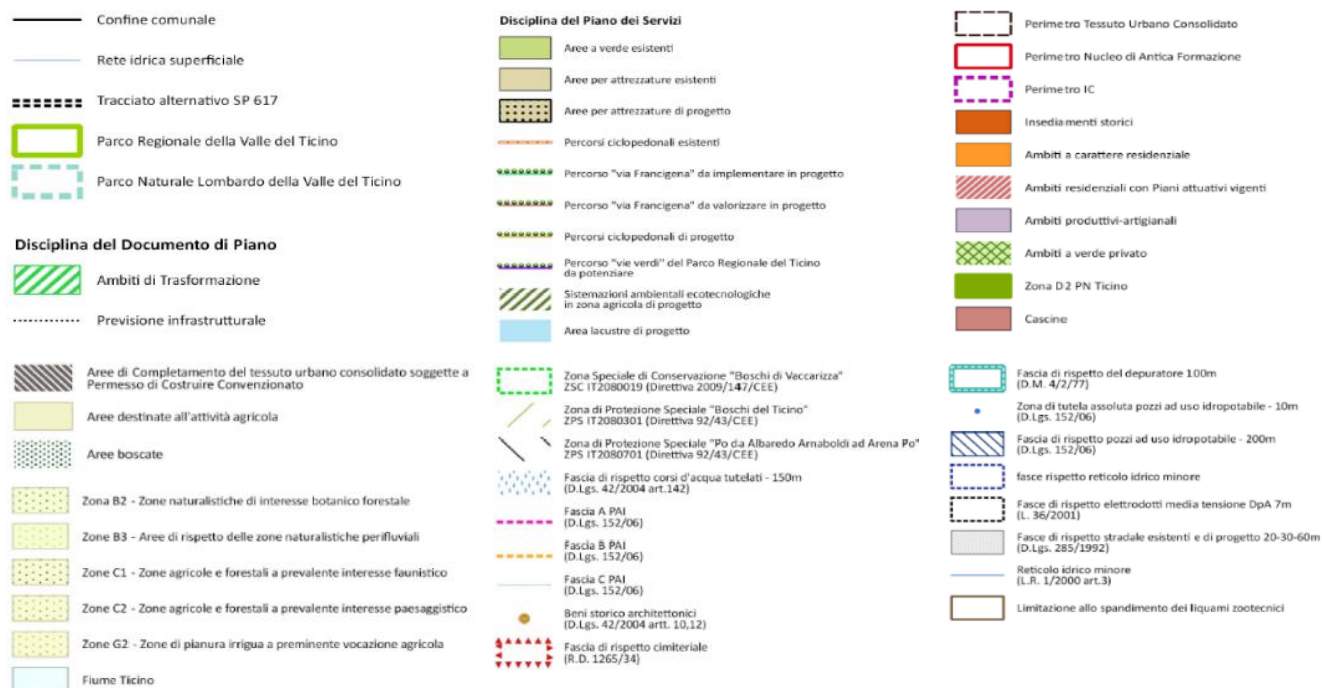 Confine comunale
Rete idrica superficiale
Tracciato alternativo SP 617
Parco Regionale della Valle del Ticino
Parco Naturale Lombardo della Valle del Ticino
Disciplina del Documento di Piano
Ambiti di Trasformazione
Previsione infrastrutturale
Aree di Completamento del tessuto urbano consolidato soggette a
Permesso di Costruire Convenzionato
Aree destinate all'attività agricola
Aree boscate
Zona B2 - Zone naturalistiche di interesse botanico forestale
Zone B3 - Aree di rispetto delle zone naturalistiche perifluviali
Zone C1 - Zone agricole e forestali a prevalente interesse faunistico
Zone C2 - Zone agricole e forestali a prevalente interesse paesaggistico
Zone G2 - Zone di pianura irrigua a preminente vocazione agricola
Fiume Ticino
Disciplina del Piano dei Servizi
Aree a verde esistenti
Aree per attrezzature esistenti
Aree per attrezzature di progetto
Percorsi ciclopedonali esistenti
Percorso "via Francigena" da implementare in progetto
Percorso "via Francigena" da valorizzare in progetto
Percorsi ciclopedonali di progetto
Percorso "vie verdi" del Parco Regionale del Ticino
da potenziare
Sistemazioni ambientali ecotecnologiche
in zona agricola di progetto
Area lacustre di progetto
Zona Speciale di Conservazione "Boschi di Vaccarizza"
ZSC IT2080019 (Direttiva 2009/147/CEE)
Zona di Protezione Speciale "Boschi del Ticino"
ZPS IT2080301 (Direttiva 92/43/CEE)
Zona di Protezione Speciale "Po da Albaredo Arnaboldi ad Arena Po"
ZPS IT2080701 (Direttiva 92/43/CEE)
Fascia di rispetto corsi d'acqua tutelati - 150m
(D.Lgs. 42/2004 art.142)
Fascia A PAI
(D.Lgs. 152/06)
Fascia B PAI
(D.Lgs. 152/06)
Fascia C PAI
(D.Lgs. 152/06)
Beni storico architettonici
(D.Lgs. 42/2004 artt. 10,12)
Fascia di rispetto cimiteriale
(R.D. 1265/34)
Perimetro Tessuto Urbano Consolidato
Perimetro Nucleo di Antica Formazione
Perimetro IC
Insediamenti storici
Ambiti a carattere residenziale
Ambiti residenziali con Piani attuativi vigenti
Ambiti produttivi-artigianali
Ambiti a verde privato
Zona D2 PN Ticino
Cascine
Fascia di rispetto del depuratore 100m
(D.M. 4/2/77)
Zona di tutela assoluta pozzi ad uso idropotabile - 10m
(D.Lgs. 152/06)
Fascia di rispetto pozzi ad uso idropotabile - 200m
(D.Lgs. 152/06)
fasce rispetto reticolo idrico minore
Fasce di rispetto elettrodotti media tensione DpA 7m
(L. 36/2001)
Fasce di rispetto stradale esistenti e di progetto 20-30-60m
(D.Lgs. 285/1992)
Reticolo idrico minore
(L.R. 1/2000 art.3)
Limitazione allo spandimento dei liquami zootecnici